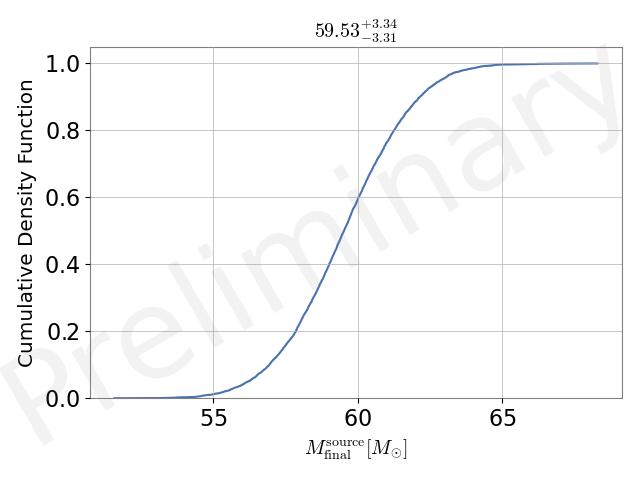 59.53^{+3.34}_{-3.31}
Cumulative Density Function
1.0
0.8
0.6
0.4
0.2
0.0
55 60 65
M^{source}_{final}[M_⊙]
Preliminary